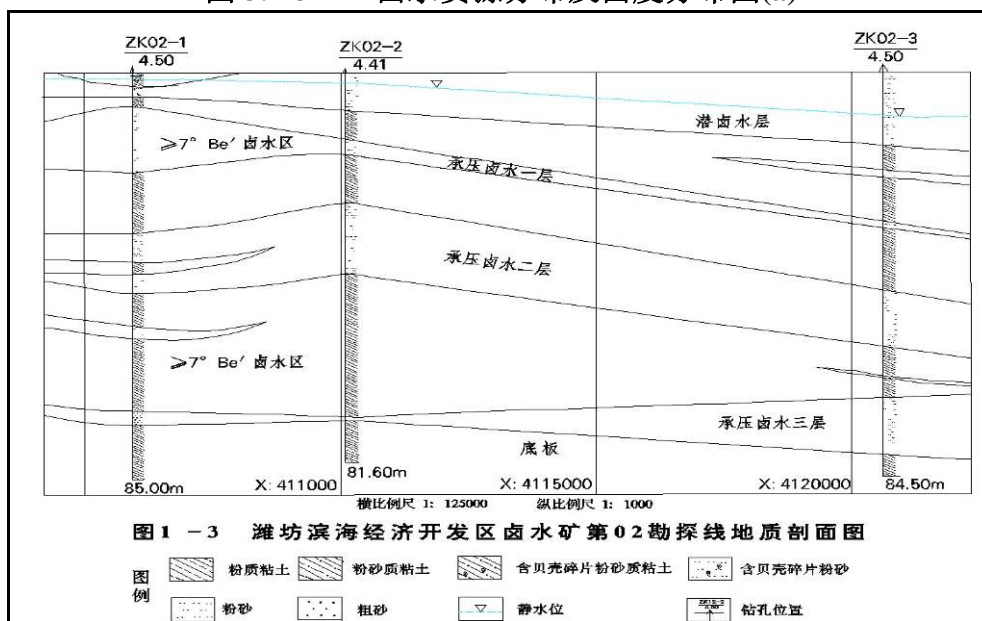 ZK02-1
4.50
ZK02-2
4.41
ZK02-3
4.50
潜卤水层
≥7° Be′ 卤水区
承压卤水一层
承压卤水二层
≥7° Be′ 卤水区
承压卤水三层
底板
85.00m
X: 411000
81.60m
X: 4115000
X: 4120000
84.50m
横比例尺 1: 125000 纵比例尺 1: 1000
图1 -3 潍坊滨海经济开发区卤水矿第02勘探线地质剖面图
图例
粉质粘土 粉砂质粘土 含贝壳碎片粉砂质粘土 含贝壳碎片粉砂
粉砂 粗砂 静水位 钻孔位置